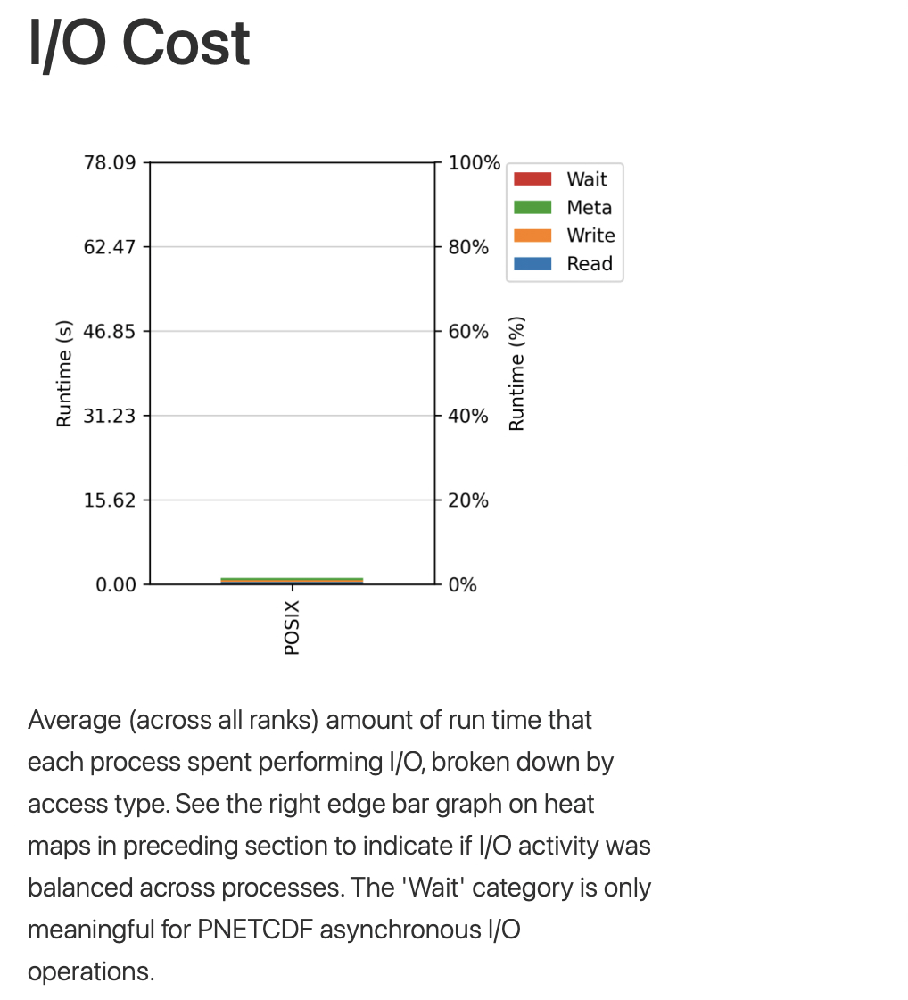 I/O Cost
78.09
62.47
46.85
31.23
15.62
0.00
Runtime (s)
100%
80%
60%
40%
20%
0%
Runtime (%)
Wait
Meta
Write
Read
POSIX
Average (across all ranks) amount of run time that
each process spent performing I/O, broken down by
access type. See the right edge bar graph on heat
maps in preceding section to indicate if I/O activity was
balanced across processes. The 'Wait' category is only
meaningful for PNETCDF asynchronous I/O
operations.